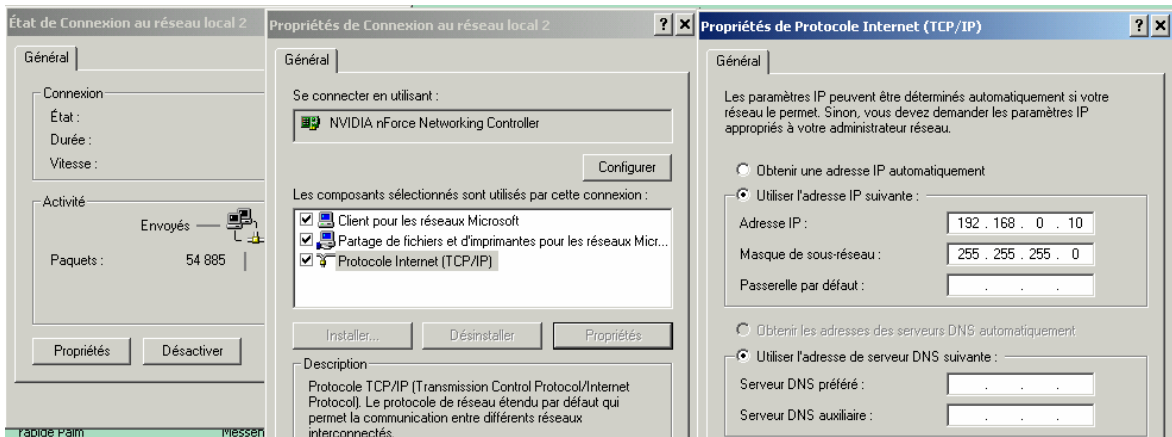 État de Connexion au réseau local 2
Général
Connexion
État :
Durée :
Vitesse :
Activité
Envoyés
Paquets : 54 885
Propriétés
Désactiver
rapide Palm
Messen
Propriétés de Connexion au réseau local 2
Général
Se connecter en utilisant :
NVIDIA nForce Networking Controller
Configurer
Les composants sélectionnés sont utilisés par cette connexion :
Client pour les réseaux Microsoft
Partage de fichiers et d'imprimantes pour les réseaux Micr...
Protocole Internet (TCP/IP)
Installer...
Désinstaller
Propriétés
Description
Protocole TCP/IP (Transmission Control Protocol/Internet
Protocol). Le protocole de réseau étendu par défaut qui
permet la communication entre différents réseaux
interconnectés.
Propriétés de Protocole Internet (TCP/IP)
Général
Les paramètres IP peuvent être déterminés automatiquement si votre
réseau le permet. Sinon, vous devez demander les paramètres IP
appropriés à votre administrateur réseau.
Obtenir une adresse IP automatiquement
Utiliser l'adresse IP suivante :
Adresse IP : 192 . 168 . 0 . 10
Masque de sous-réseau : 255 . 255 . 255 . 0
Passerelle par défaut : . . .
Obtenir les adresses des serveurs DNS automatiquement
Utiliser l'adresse de serveur DNS suivante :
Serveur DNS préféré : . . .
Serveur DNS auxiliaire : . . .